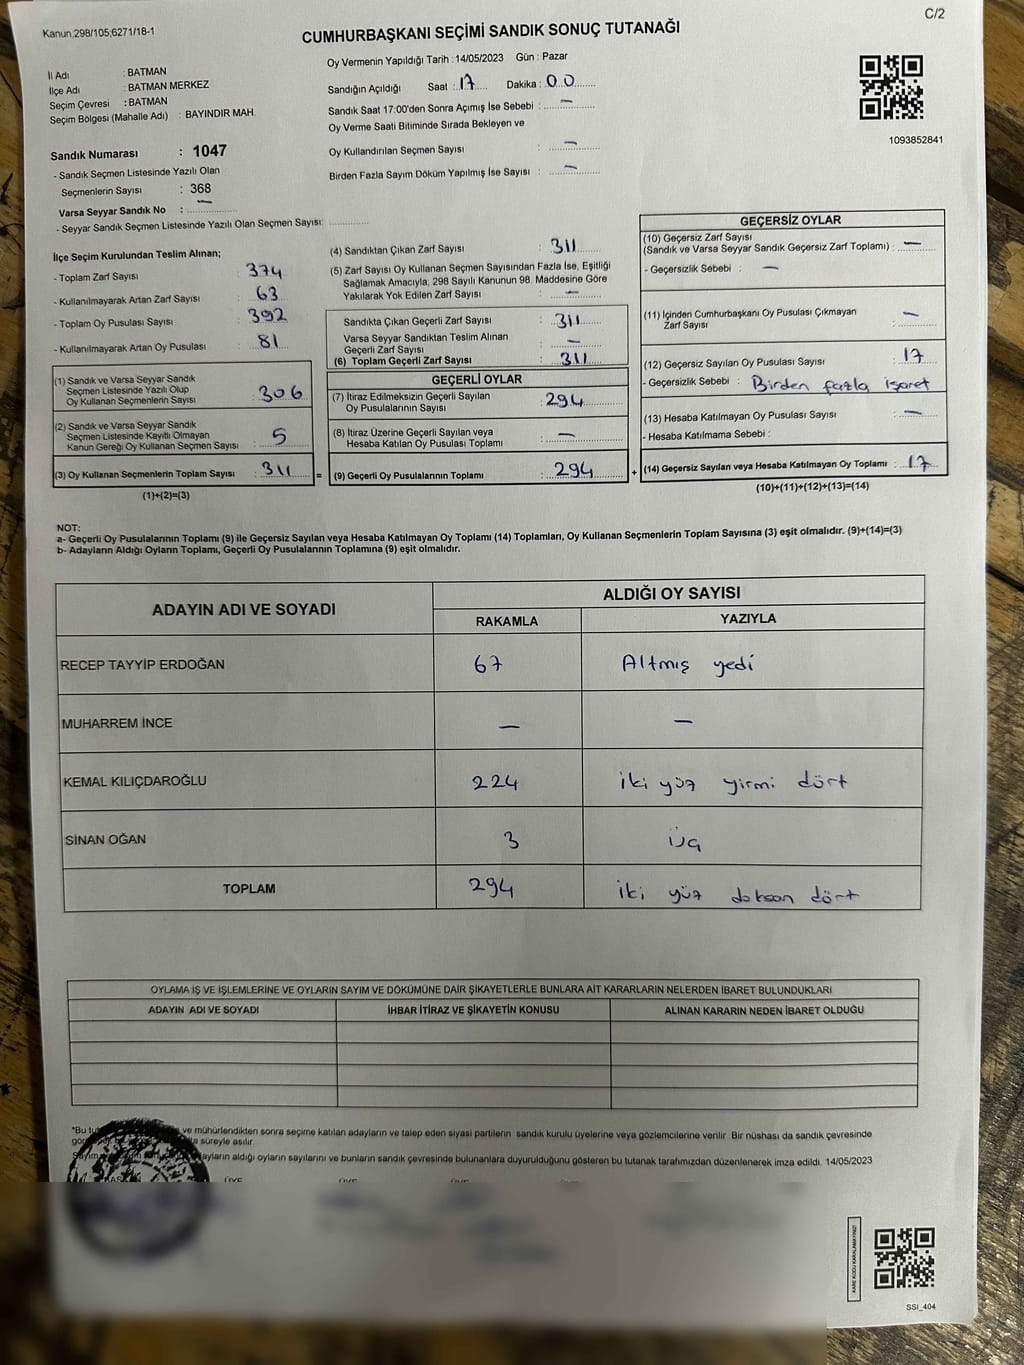 C/2
Kanun;298/105;6271/18-1
CUMHURBAŞKANI SEÇİMİ SANDIK SONUÇ TUTANAĞI
İl Adı : BATMAN
İlçe Adı : BATMAN MERKEZ
Seçim Çevresi : BATMAN
Seçim Bölgesi (Mahalle Adı) : BAYINDIR MAH.
Sandık Numarası : 1047
- Sandık Seçmen Listesinde Yazılı Olan
Seçmenlerin Sayısı : 368
Varsa Seyyar Sandık No : —
- Seyyar Sandık Seçmen Listesinde Yazılı Olan Seçmen Sayısı:
Oy Vermenin Yapıldığı Tarih : 14/05/2023 Gün : Pazar
Sandığın Açıldığı Saat : 17 Dakika : 00
Sandık Saat 17:00'den Sonra Açımış İse Sebebi : —
Oy Verme Saati Bitiminde Sırada Bekleyen ve
Oy Kullandırılan Seçmen Sayısı : —
Birden Fazla Sayım Döküm Yapılmış İse Sayısı : —
1093852841
İlçe Seçim Kurulundan Teslim Alınan;
- Toplam Zarf Sayısı : 374
- Kullanılmayarak Artan Zarf Sayısı : 63
- Toplam Oy Pusulası Sayısı : 392
- Kullanılmayarak Artan Oy Pusulası : 81
(1) Sandık ve Varsa Seyyar Sandık
Seçmen Listesinde Yazılı Olup
Oy Kullanan Seçmenlerin Sayısı : 306
(2) Sandık ve Varsa Seyyar Sandık
Seçmen Listesinde Kayıtlı Olmayan
Kanun Gereği Oy Kullanan Seçmen Sayısı : 5
(3) Oy Kullanan Seçmenlerin Toplam Sayısı : 311 =
(1)+(2)=(3)
(4) Sandıktan Çıkan Zarf Sayısı : 311
(5) Zarf Sayısı Oy Kullanan Seçmen Sayısından Fazla İse, Eşitliği
Sağlamak Amacıyla; 298 Sayılı Kanunun 98. Maddesine Göre
Yakılarak Yok Edilen Zarf Sayısı : —
Sandıkta Çıkan Geçerli Zarf Sayısı : 311
Varsa Seyyar Sandıktan Teslim Alınan
Geçerli Zarf Sayısı : —
(6) Toplam Geçerli Zarf Sayısı : 311
GEÇERLİ OYLAR
(7) İtiraz Edilmeksizin Geçerli Sayılan
Oy Pusulalarının Sayısı : 294
(8) İtiraz Üzerine Geçerli Sayılan veya
Hesaba Katılan Oy Pusulası Toplamı : —
(9) Geçerli Oy Pusulalarının Toplamı : 294 +
GEÇERSİZ OYLAR
(10) Geçersiz Zarf Sayısı
(Sandık ve Varsa Seyyar Sandık Geçersiz Zarf Toplamı) : —
- Geçersizlik Sebebi : —
(11) İçinden Cumhurbaşkanı Oy Pusulası Çıkmayan
Zarf Sayısı : —
(12) Geçersiz Sayılan Oy Pusulası Sayısı : 17
- Geçersizlik Sebebi : Birden fazla işaret
(13) Hesaba Katılmayan Oy Pusulası Sayısı : —
- Hesaba Katılmama Sebebi :
(14) Geçersiz Sayılan veya Hesaba Katılmayan Oy Toplamı : 17
(10)+(11)+(12)+(13)=(14)
NOT:
a- Geçerli Oy Pusulalarının Toplamı (9) ile Geçersiz Sayılan veya Hesaba Katılmayan Oy Toplamı (14) Toplamları, Oy Kullanan Seçmenlerin Toplam Sayısına (3) eşit olmalıdır. (9)+(14)=(3)
b- Adayların Aldığı Oyların Toplamı, Geçerli Oy Pusulalarının Toplamına (9) eşit olmalıdır.
ADAYIN ADI VE SOYADI ALDIĞI OY SAYISI
RAKAMLA YAZIYLA
RECEP TAYYİP ERDOĞAN 67 Altmış yedi
MUHARREM İNCE — —
KEMAL KILIÇDAROĞLU 224 iki yüz yirmi dört
SİNAN OĞAN 3 üç
TOPLAM 294 iki yüz doksan dört
OYLAMA İŞ VE İŞLEMLERİNE VE OYLARIN SAYIM VE DÖKÜMÜNE DAİR ŞİKAYETLERLE BUNLARA AİT KARARLARIN NELERDEN İBARET BULUNDUKLARI
ADAYIN ADI VE SOYADI İHBAR İTİRAZ VE ŞİKAYETİN KONUSU ALINAN KARARIN NEDEN İBARET OLDUĞU
*Bu ve mühürlendikten sonra seçime katılan adayların ve talep eden siyasi partilerin sandık kurulu üyelerine veya gözlemcilerine verilir. Bir nüshası da sandık çevresinde
süreyle asılır.
Sayım aldığı oyların sayılarını ve bunların sandık çevresinde bulunanlara duyurulduğunu gösteren bu tutanak tarafımızdan düzenlenerek imza edildi. 14/05/2023
KARE KODU KARALAMAYINIZ!
SSI_404